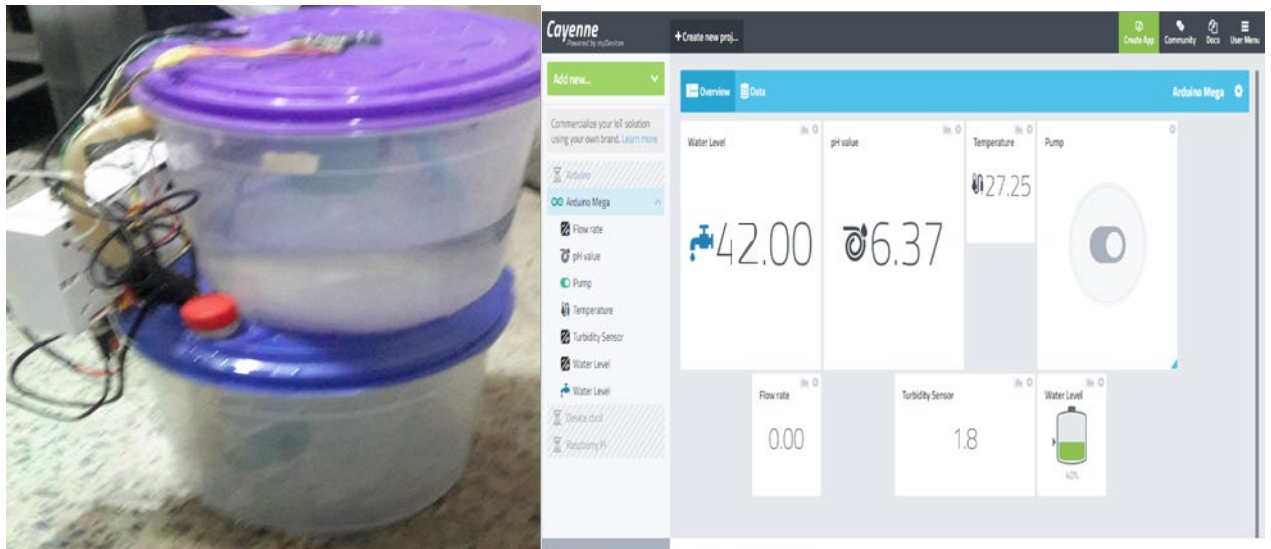 Cayenne
Powered by myDevices
+ Create new proj...
Create App
Community
Docs
User Menu
Add new...
Commercialize your IoT solution
using your own brand. Learn more
Arduino
Arduino Mega
Flow rate
pH value
Pump
Temperature
Turbidity Sensor
Water Level
Water Level
Device cbot
Raspberry Pi
Overview
Data
Arduino Mega
Water Level
42.00
pH value
6.37
Temperature
27.25
Pump
Flow rate
0.00
Turbidity Sensor
1.8
Water Level
40%